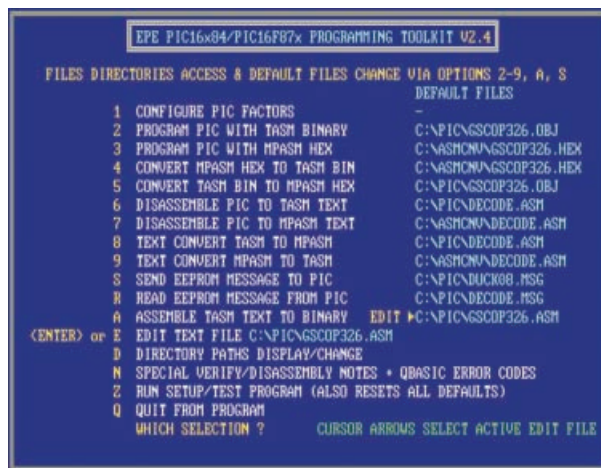 EPE PIC16x84/PIC16F87x PROGRAMMING TOOLKIT V2.4
FILES DIRECTORIES ACCESS & DEFAULT FILES CHANGE VIA OPTIONS 2-9, A, S
DEFAULT FILES
1 CONFIGURE PIC FACTORS -
2 PROGRAM PIC WITH TASM BINARY C:\PIC\GSCOP326.OBJ
3 PROGRAM PIC WITH MPASM HEX C:\ASMCNV\GSCOP326.HEX
4 CONVERT MPASM HEX TO TASM BIN C:\ASMCNV\GSCOP326.HEX
5 CONVERT TASM BIN TO MPASM HEX C:\PIC\GSCOP326.OBJ
6 DISASSEMBLE PIC TO TASM TEXT C:\PIC\DECODE.ASM
7 DISASSEMBLE PIC TO MPASM TEXT C:\ASMCNV\DECODE.ASM
8 TEXT CONVERT TASM TO MPASM C:\PIC\DECODE.ASM
9 TEXT CONVERT MPASM TO TASM C:\ASMCNV\DECODE.ASM
S SEND EEPROM MESSAGE TO PIC C:\PIC\DUCK08.MSG
R READ EEPROM MESSAGE FROM PIC C:\PIC\DECODE.MSG
A ASSEMBLE TASM TEXT TO BINARY EDIT ►C:\PIC\GSCOP326.ASM
<ENTER> or E EDIT TEXT FILE C:\PIC\GSCOP326.ASM
D DIRECTORY PATHS DISPLAY/CHANGE
N SPECIAL VERIFY/DISASSEMBLY NOTES + QBASIC ERROR CODES
Z RUN SETUP/TEST PROGRAM (ALSO RESETS ALL DEFAULTS)
Q QUIT FROM PROGRAM
WHICH SELECTION ? CURSOR ARROWS SELECT ACTIVE EDIT FILE